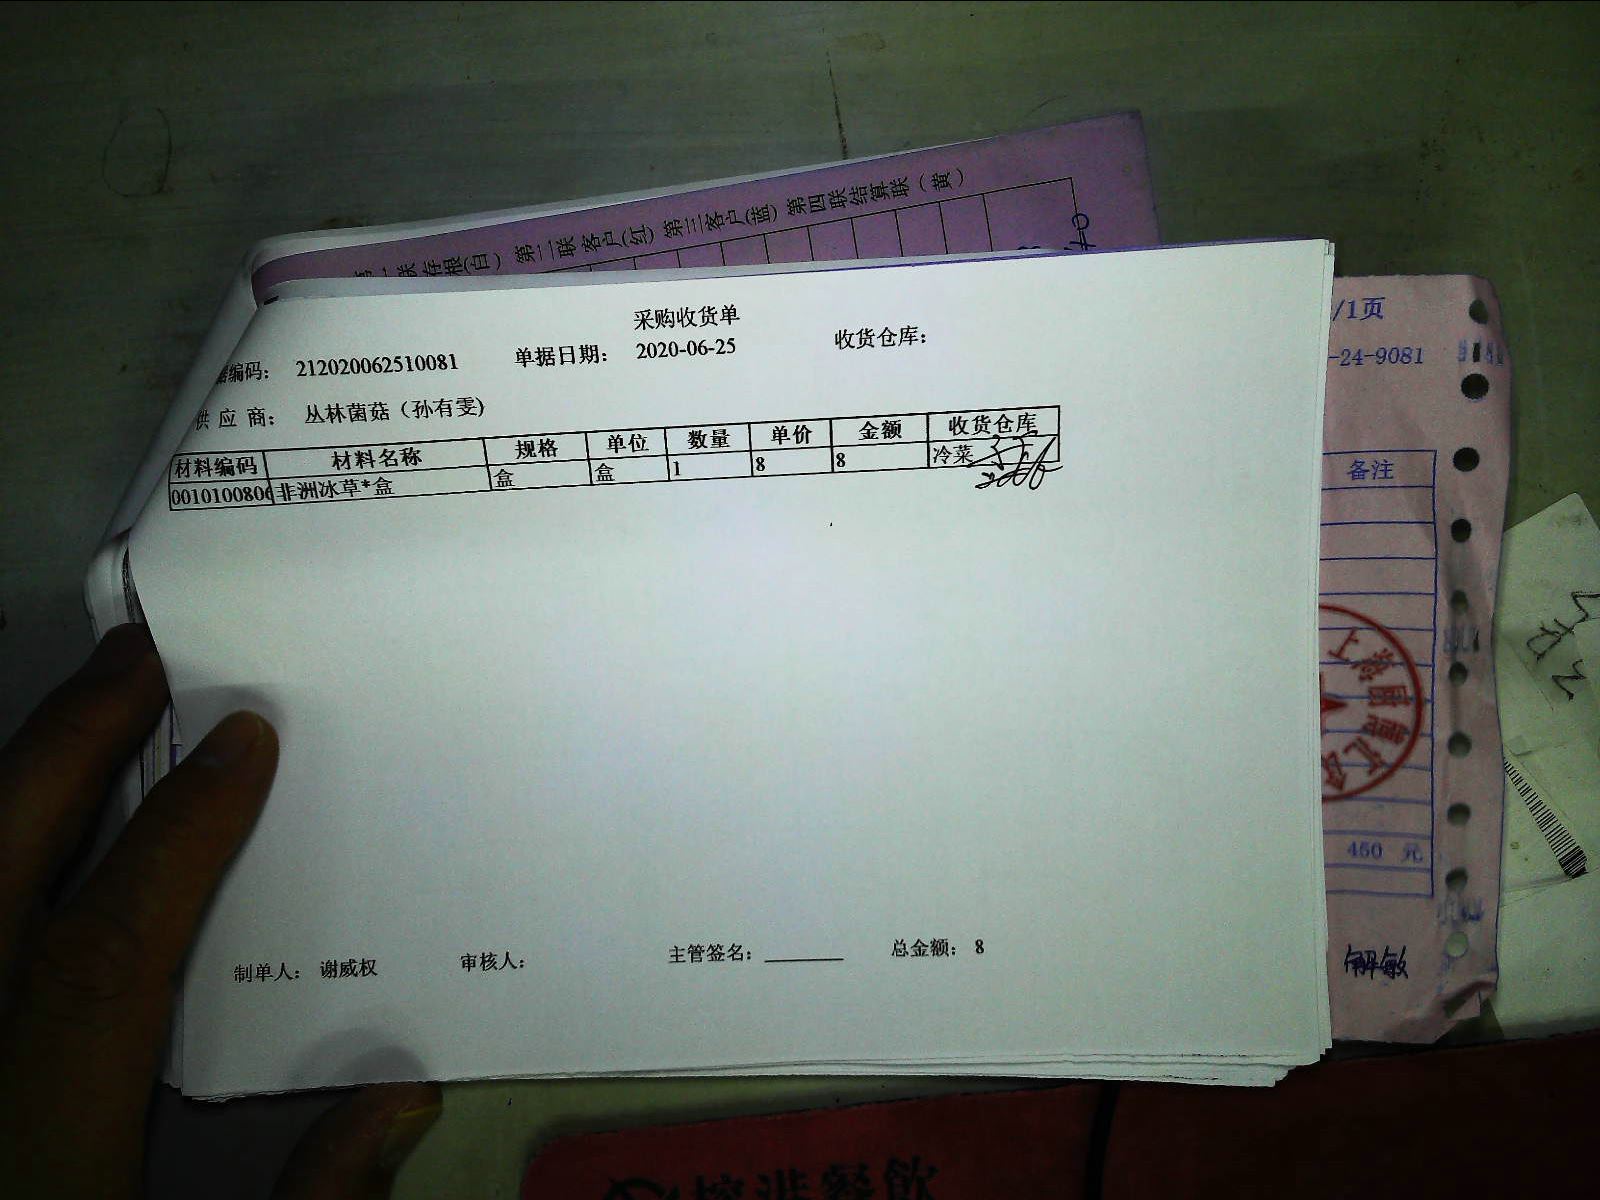 第二联客户(红) 第三客户(蓝) 第四联结算联（黄）
采购收货单
编码： 212020062510081 单据日期： 2020-06-25 收货仓库：
供应商： 丛林菌菇（孙有雯)
材料编码 材料名称 规格 单位 数量 单价 金额 收货仓库
0010100806 非洲冰草*盒 盒 盒 1 8 8 冷菜
制单人： 谢威权 审核人： 主管签名： 总金额： 8
/1页
-24-9081
备注
450 元
解敏
餐飲